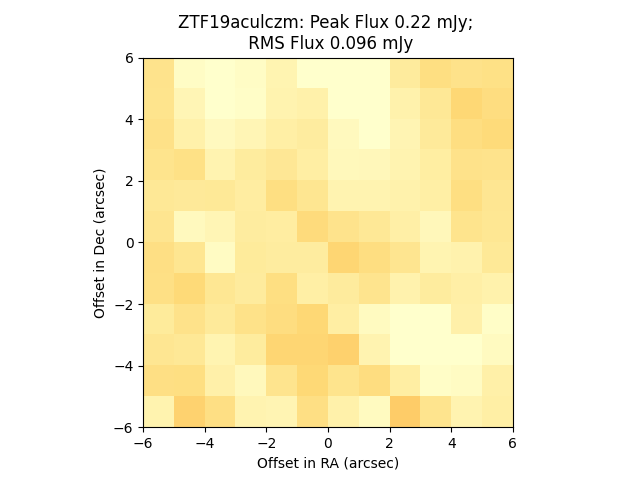 ZTF19aculczm: Peak Flux 0.22 mJy;
RMS Flux 0.096 mJy
6
4
2
0
−2
−4
−6
Offset in Dec (arcsec)
−6 −4 −2 0 2 4 6
Offset in RA (arcsec)